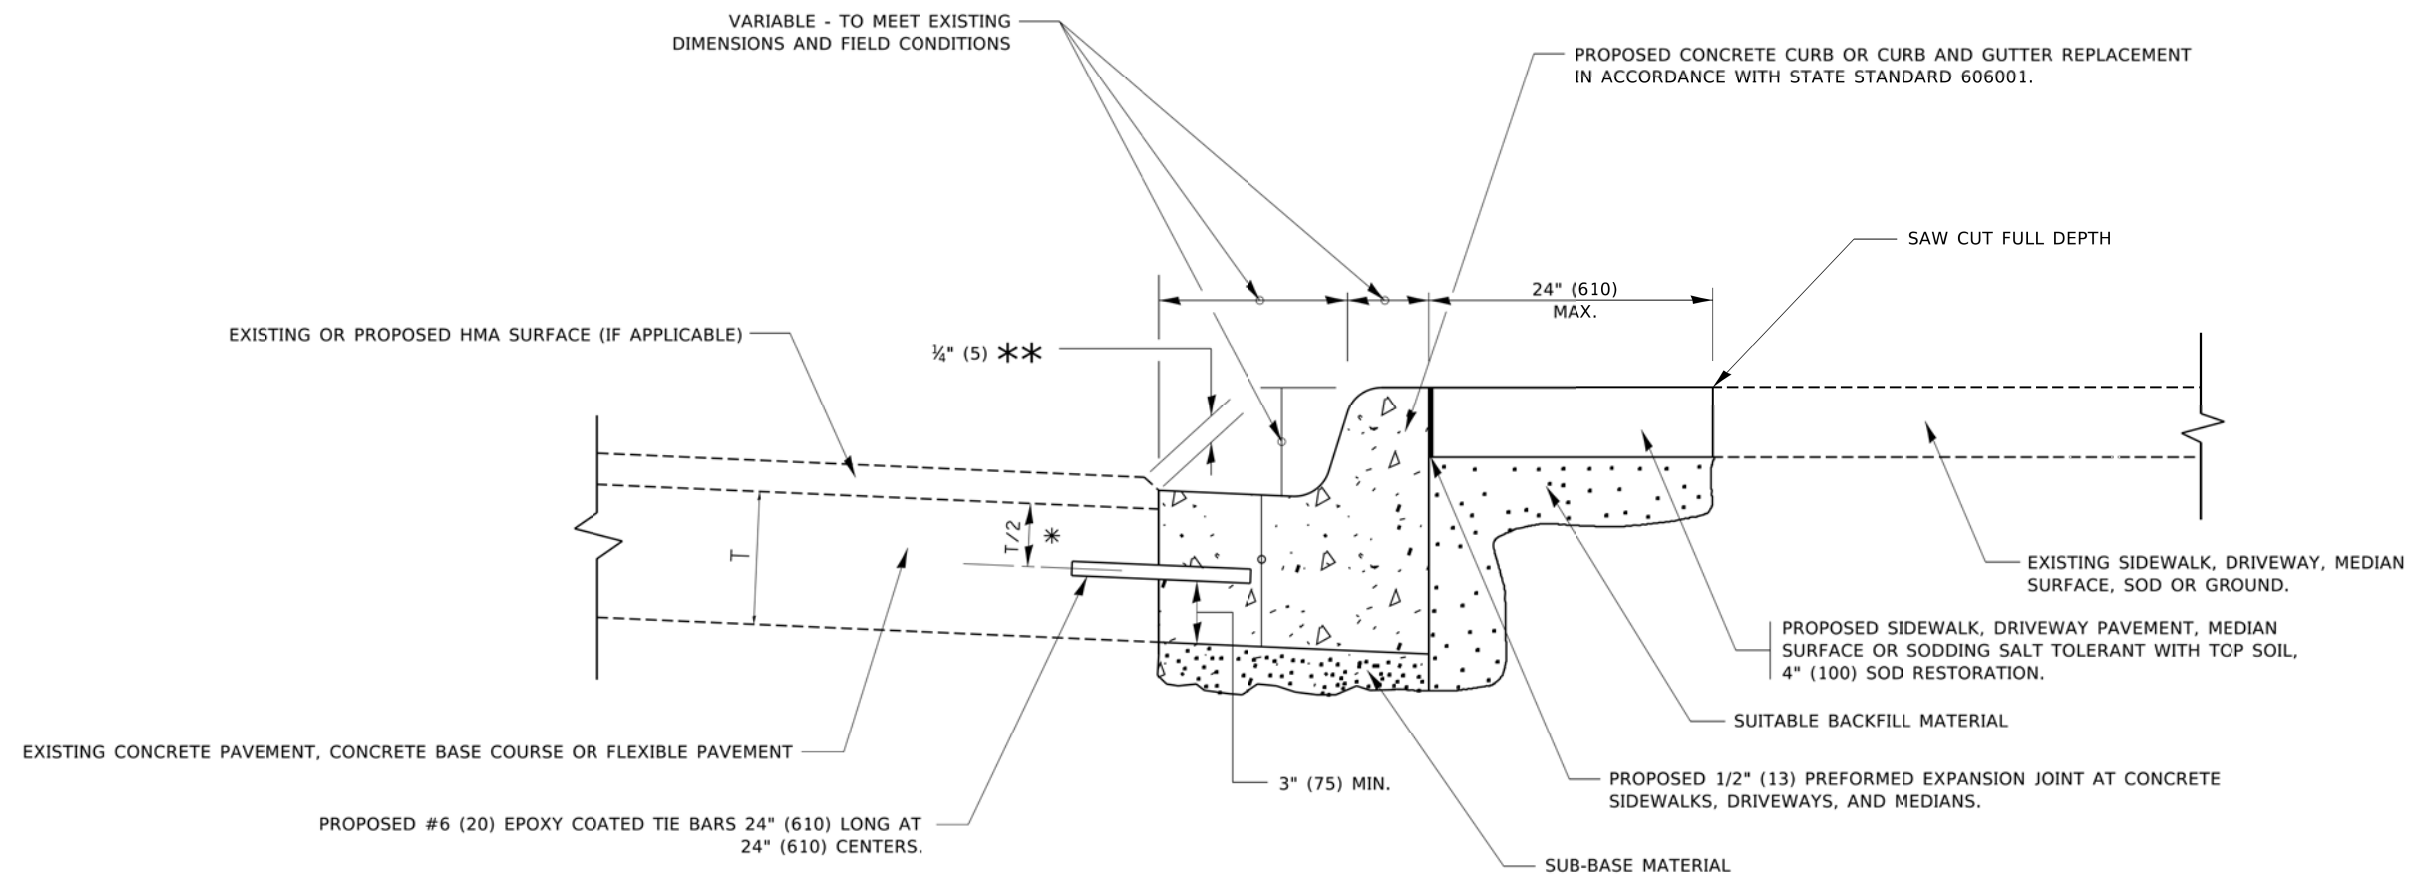 VARIABLE - TO MEET EXISTING
DIMENSIONS AND FIELD CONDITIONS
PROPOSED CONCRETE CURB OR CURB AND GUTTER REPLACEMENT
IN ACCORDANCE WITH STATE STANDARD 606001.
SAW CUT FULL DEPTH
24" (610)
MAX.
EXISTING OR PROPOSED HMA SURFACE (IF APPLICABLE)
¼" (5) **
T
T/2 *
EXISTING SIDEWALK, DRIVEWAY, MEDIAN
SURFACE, SOD OR GROUND.
PROPOSED SIDEWALK, DRIVEWAY PAVEMENT, MEDIAN
SURFACE OR SODDING SALT TOLERANT WITH TOP SOIL,
4" (100) SOD RESTORATION.
SUITABLE BACKFILL MATERIAL
EXISTING CONCRETE PAVEMENT, CONCRETE BASE COURSE OR FLEXIBLE PAVEMENT
3" (75) MIN.
PROPOSED 1/2" (13) PREFORMED EXPANSION JOINT AT CONCRETE
SIDEWALKS, DRIVEWAYS, AND MEDIANS.
PROPOSED #6 (20) EPOXY COATED TIE BARS 24" (610) LONG AT
24" (610) CENTERS.
SUB-BASE MATERIAL